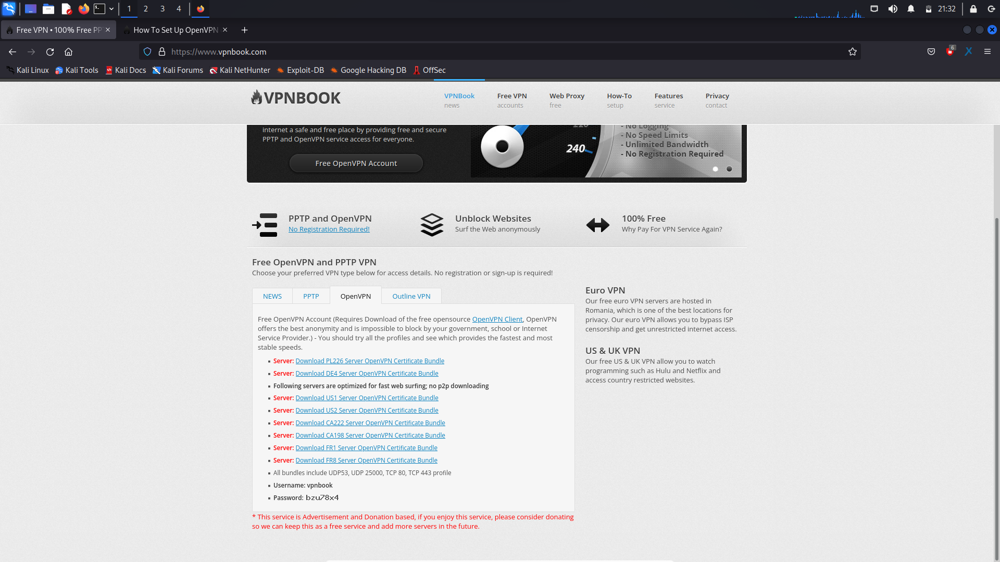 1 2 3 4
21:32
Free VPN • 100% Free PP
How To Set Up OpenVPN
https://www.vpnbook.com
6
Kali Linux
Kali Tools
Kali Docs
Kali Forums
Kali NetHunter
Exploit-DB
Google Hacking DB
OffSec
VPNBOOK
VPNBook
news
Free VPN
accounts
Web Proxy
free
How-To
setup
Features
service
Privacy
contact
internet a safe and free place by providing free and secure
PPTP and OpenVPN service access for everyone.
Free OpenVPN Account
220
240
- No Logging
- No Speed Limits
- Unlimited Bandwidth
- No Registration Required
PPTP and OpenVPN
No Registration Required!
Unblock Websites
Surf the Web anonymously
100% Free
Why Pay For VPN Service Again?
Free OpenVPN and PPTP VPN
Choose your preferred VPN type below for access details. No registration or sign-up is required!
NEWS
PPTP
OpenVPN
Outline VPN
Free OpenVPN Account (Requires Download of the free opensource OpenVPN Client, OpenVPN
offers the best anonymity and is impossible to block by your government, school or Internet
Service Provider.) - You should try all the profiles and see which provides the fastest and most
stable speeds.
Server: Download PL226 Server OpenVPN Certificate Bundle
Server: Download DE4 Server OpenVPN Certificate Bundle
Following servers are optimized for fast web surfing; no p2p downloading
Server: Download US1 Server OpenVPN Certificate Bundle
Server: Download US2 Server OpenVPN Certificate Bundle
Server: Download CA222 Server OpenVPN Certificate Bundle
Server: Download CA198 Server OpenVPN Certificate Bundle
Server: Download FR1 Server OpenVPN Certificate Bundle
Server: Download FR8 Server OpenVPN Certificate Bundle
All bundles include UDP53, UDP 25000, TCP 80, TCP 443 profile
Username: vpnbook
Password: bzu78x4
* This service is Advertisement and Donation based, if you enjoy this service, please consider donating
so we can keep this as a free service and add more servers in the future.
Euro VPN
Our free euro VPN servers are hosted in
Romania, which is one of the best locations for
privacy. Our euro VPN allows you to bypass ISP
censorship and get unrestricted internet access.
US & UK VPN
Our free US & UK VPN allow you to watch
programming such as Hulu and Netflix and
access country restricted websites.